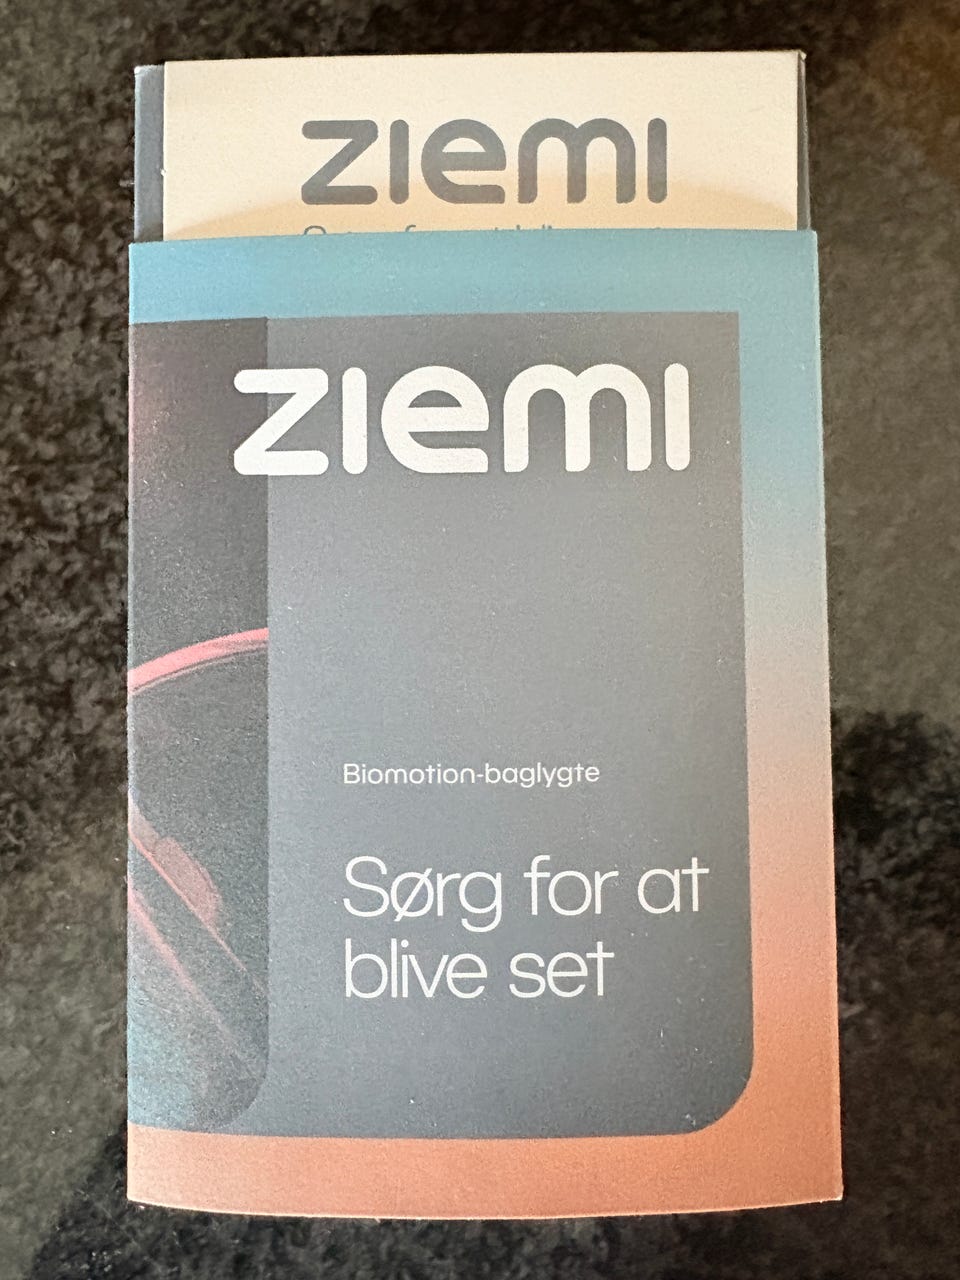 ziemi
ziemi
Biomotion-baglygte
Sørg for at
blive set